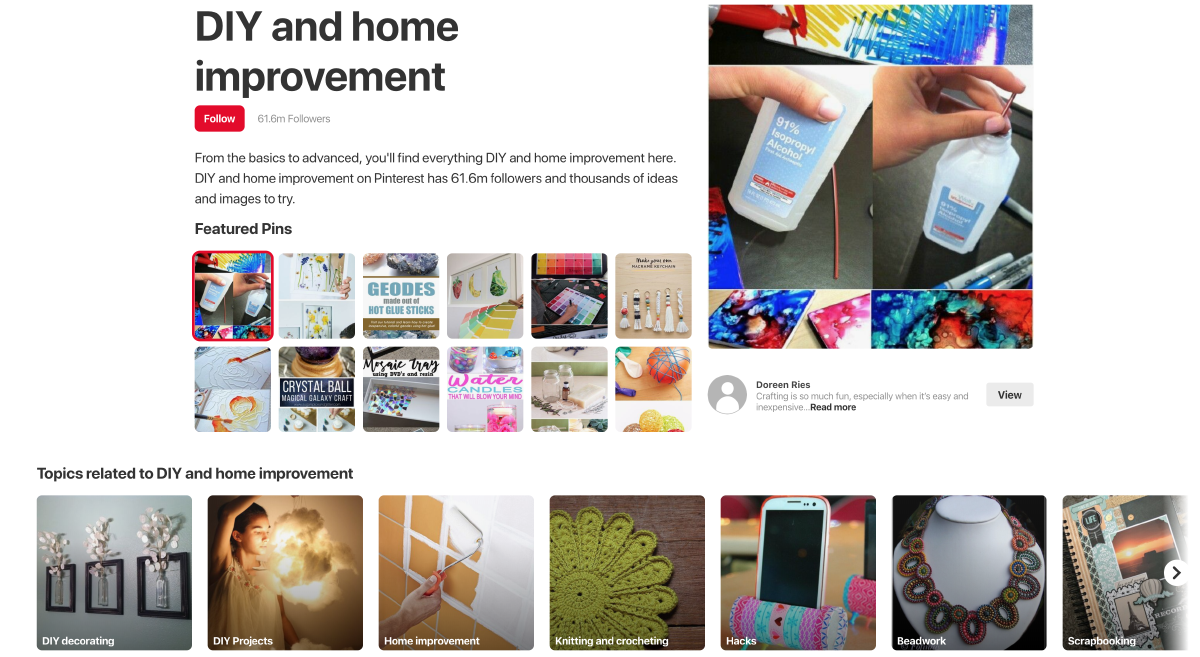 DIY and home
improvement
Follow
61.6m Followers
From the basics to advanced, you'll find everything DIY and home improvement here.
DIY and home improvement on Pinterest has 61.6m followers and thousands of ideas
and images to try.
Featured Pins
GEODES
made out of
HOT GLUE STICKS
Make your own
MACRAME KEYCHAIN
CRYSTAL BALL
MAGICAL GALAXY CRAFT
Mosaic tray
using DVD's and resin
Water
CANDLES
THAT WILL BLOW YOUR MIND
91%
Isopropyl
Alcohol
91%
Isopropyl
Alcohol
Doreen Ries
Crafting is so much fun, especially when it's easy and
inexpensive...Read more
View
Topics related to DIY and home improvement
DIY decorating
DIY Projects
Home improvement
Knitting and crocheting
Hacks
Beadwork
LIFE
RECORD
Scrapbooking